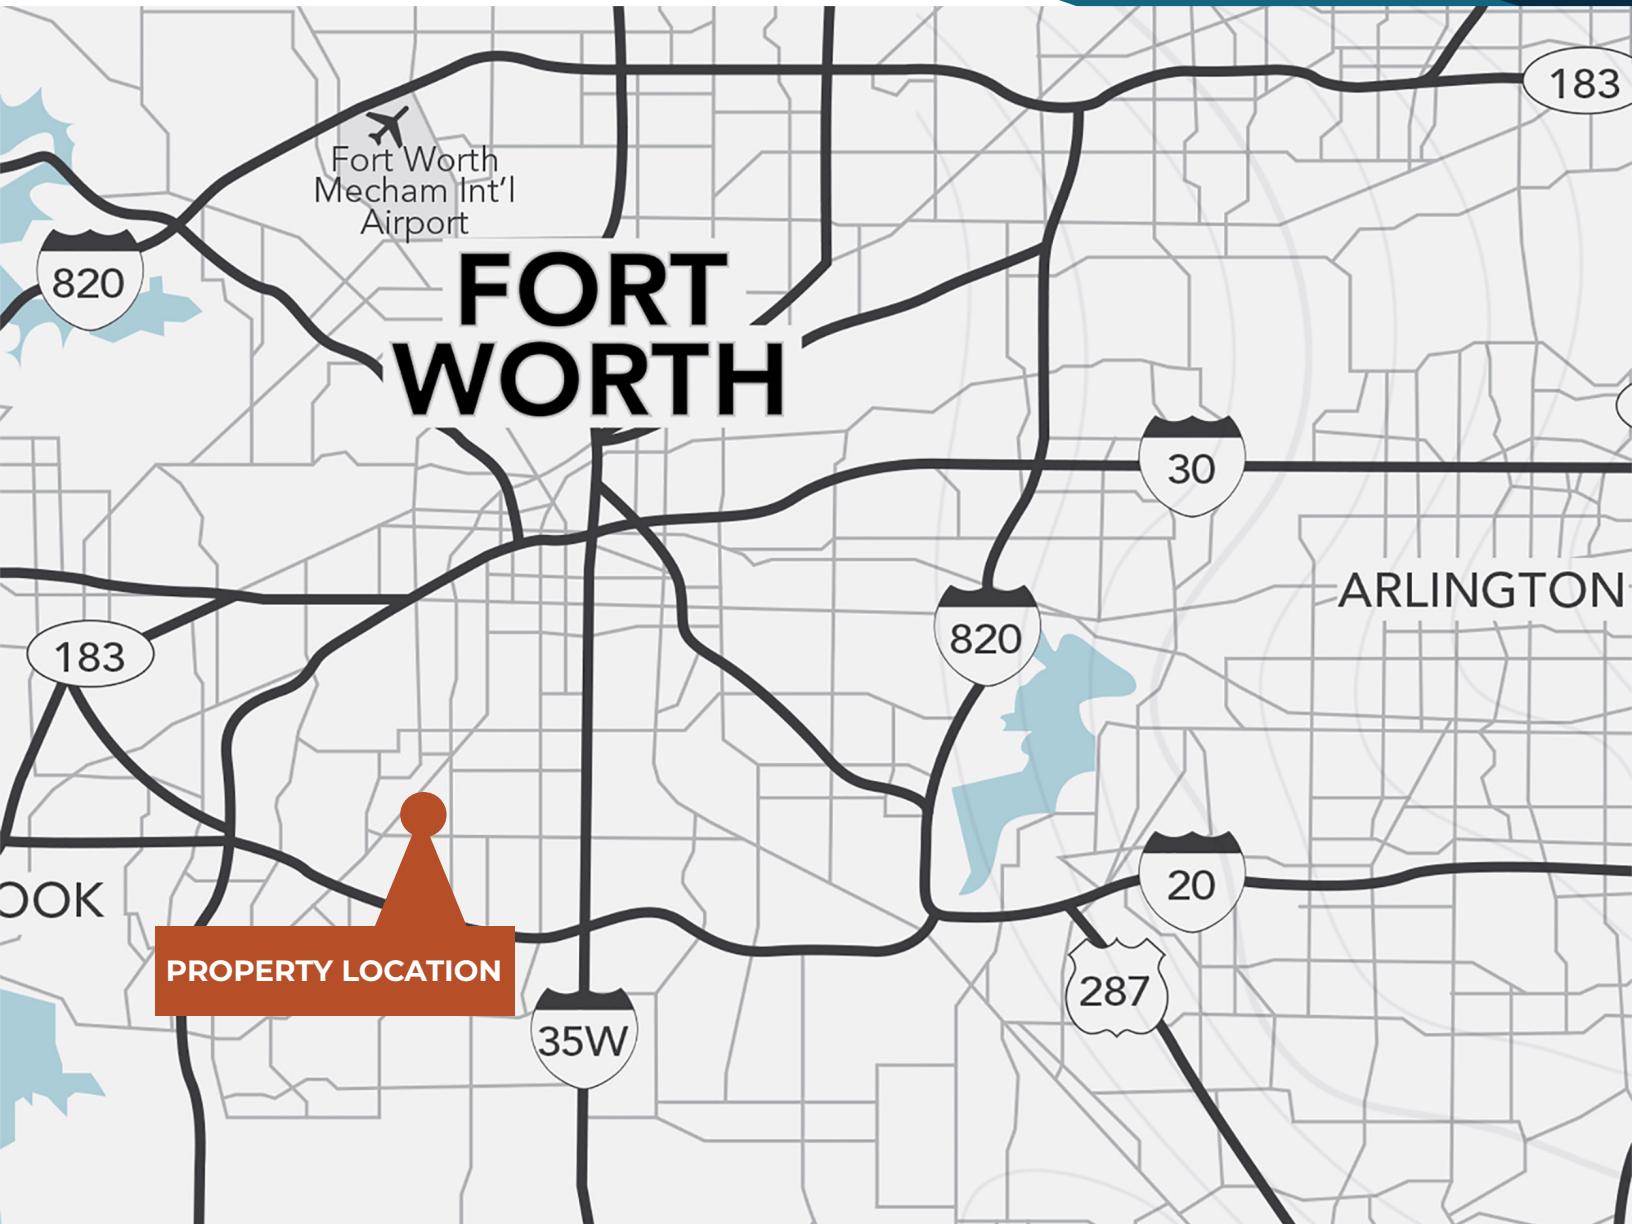 183
Fort Worth
Mecham Int'l
Airport
820
FORT
WORTH
30
ARLINGTON
820
183
20
OOK
PROPERTY LOCATION
287
35W